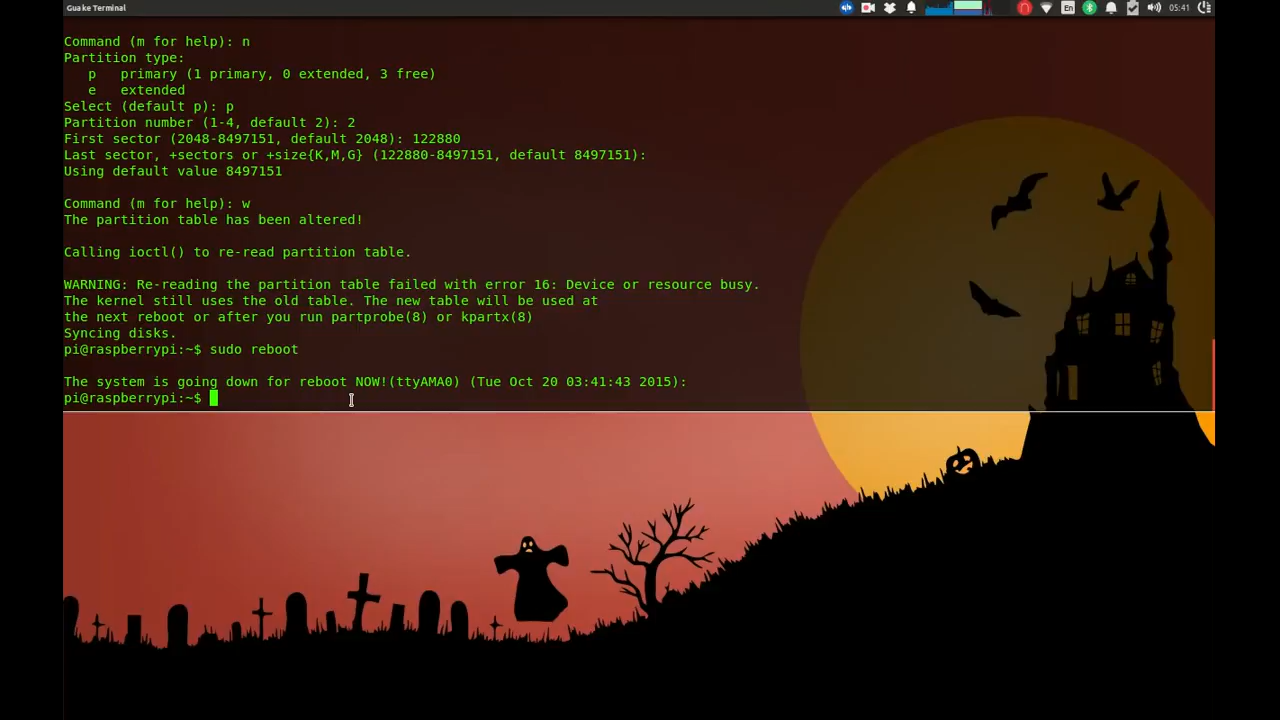 Guake Terminal
En
05:41
Command (m for help): n
Partition type:
p   primary (1 primary, 0 extended, 3 free)
e   extended
Select (default p): p
Partition number (1-4, default 2): 2
First sector (2048-8497151, default 2048): 122880
Last sector, +sectors or +size{K,M,G} (122880-8497151, default 8497151):
Using default value 8497151
Command (m for help): w
The partition table has been altered!
Calling ioctl() to re-read partition table.
WARNING: Re-reading the partition table failed with error 16: Device or resource busy.
The kernel still uses the old table. The new table will be used at
the next reboot or after you run partprobe(8) or kpartx(8)
Syncing disks.
pi@raspberrypi:~$ sudo reboot
The system is going down for reboot NOW!(ttyAMA0) (Tue Oct 20 03:41:43 2015):
pi@raspberrypi:~$